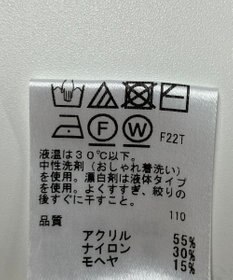 F W F22T
液温は30℃以下。
中性洗剤（おしゃれ着洗い）
を使用。漂白剤は液体タイプ
を使用。よくすすぎ、絞りの
後すぐに干すこと。
品質 110
アクリル 55%
ナイロン 30%
モヘヤ 15%